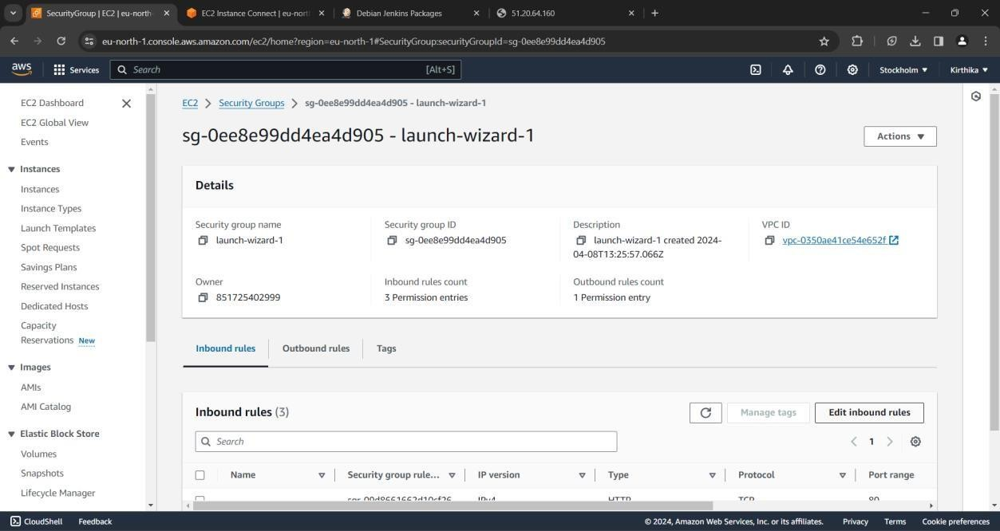 SecurityGroup | EC2 | eu-north-
EC2 Instance Connect | eu-nort
Debian Jenkins Packages
51.20.64.160
eu-north-1.console.aws.amazon.com/ec2/home?region=eu-north-1#SecurityGroup:securityGroupId=sg-0ee8e99dd4ea4d905
aws
Services
Search
[Alt+S]
Stockholm
Kirthika
EC2 Dashboard
EC2 Global View
Events
Instances
Instances
Instance Types
Launch Templates
Spot Requests
Savings Plans
Reserved Instances
Dedicated Hosts
Capacity
Reservations New
Images
AMIs
AMI Catalog
Elastic Block Store
Volumes
Snapshots
Lifecycle Manager
EC2 > Security Groups > sg-0ee8e99dd4ea4d905 - launch-wizard-1
sg-0ee8e99dd4ea4d905 - launch-wizard-1
Actions
Details
Security group name
launch-wizard-1
Security group ID
sg-0ee8e99dd4ea4d905
Description
launch-wizard-1 created 2024-
04-08T13:25:57.066Z
VPC ID
vpc-0350ae41ce54e652f
Owner
851725402999
Inbound rules count
3 Permission entries
Outbound rules count
1 Permission entry
Inbound rules
Outbound rules
Tags
Inbound rules (3)
Manage tags
Edit inbound rules
Search
1
Name
Security group rule...
IP version
Type
Protocol
Port range
IPv4
HTTP
TCP
80
CloudShell
Feedback
© 2024, Amazon Web Services, Inc. or its affiliates.
Privacy
Terms
Cookie preferences